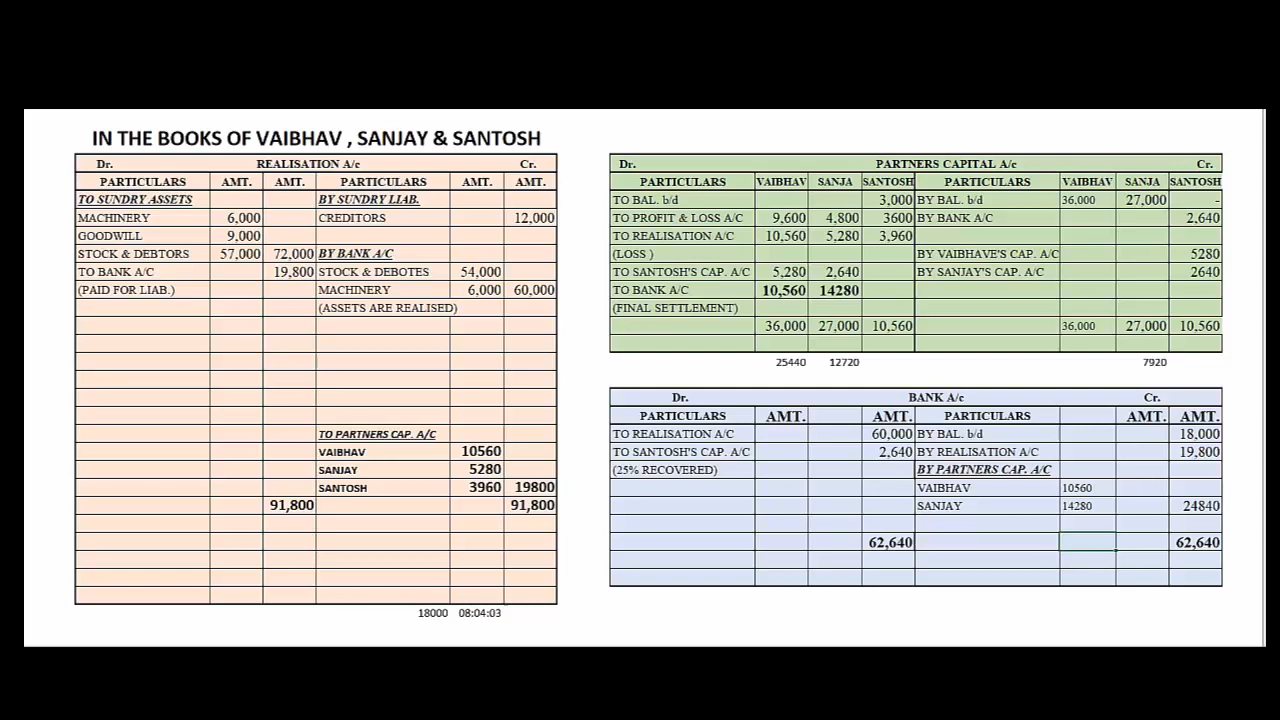 IN THE BOOKS OF VAIBHAV , SANJAY & SANTOSH
Dr. REALISATION A/c Cr.
PARTICULARS AMT. AMT. PARTICULARS AMT. AMT.
TO SUNDRY ASSETS BY SUNDRY LIAB.
MACHINERY 6,000 CREDITORS 12,000
GOODWILL 9,000
STOCK & DEBTORS 57,000 72,000 BY BANK A/C
TO BANK A/C 19,800 STOCK & DEBOTES 54,000
(PAID FOR LIAB.) MACHINERY 6,000 60,000
(ASSETS ARE REALISED)
TO PARTNERS CAP. A/C
VAIBHAV 10560
SANJAY 5280
SANTOSH 3960 19800
91,800 91,800
18000 08:04:03
Dr. PARTNERS CAPITAL A/c Cr.
PARTICULARS VAIBHAV SANJA SANTOSH PARTICULARS VAIBHAV SANJA SANTOSH
TO BAL. b/d 3,000 BY BAL. b/d 36,000 27,000 -
TO PROFIT & LOSS A/C 9,600 4,800 3600 BY BANK A/C 2,640
TO REALISATION A/C 10,560 5,280 3,960
(LOSS ) BY VAIBHAVE'S CAP. A/C 5280
TO SANTOSH'S CAP. A/C 5,280 2,640 BY SANJAY'S CAP. A/C 2640
TO BANK A/C 10,560 14280
(FINAL SETTLEMENT)
36,000 27,000 10,560 36,000 27,000 10,560
25440 12720 7920
Dr. BANK A/c Cr.
PARTICULARS AMT. AMT. PARTICULARS AMT. AMT.
TO REALISATION A/C 60,000 BY BAL. b/d 18,000
TO SANTOSH'S CAP. A/C 2,640 BY REALISATION A/C 19,800
(25% RECOVERED) BY PARTNERS CAP. A/C
VAIBHAV 10560
SANJAY 14280 24840
62,640 62,640